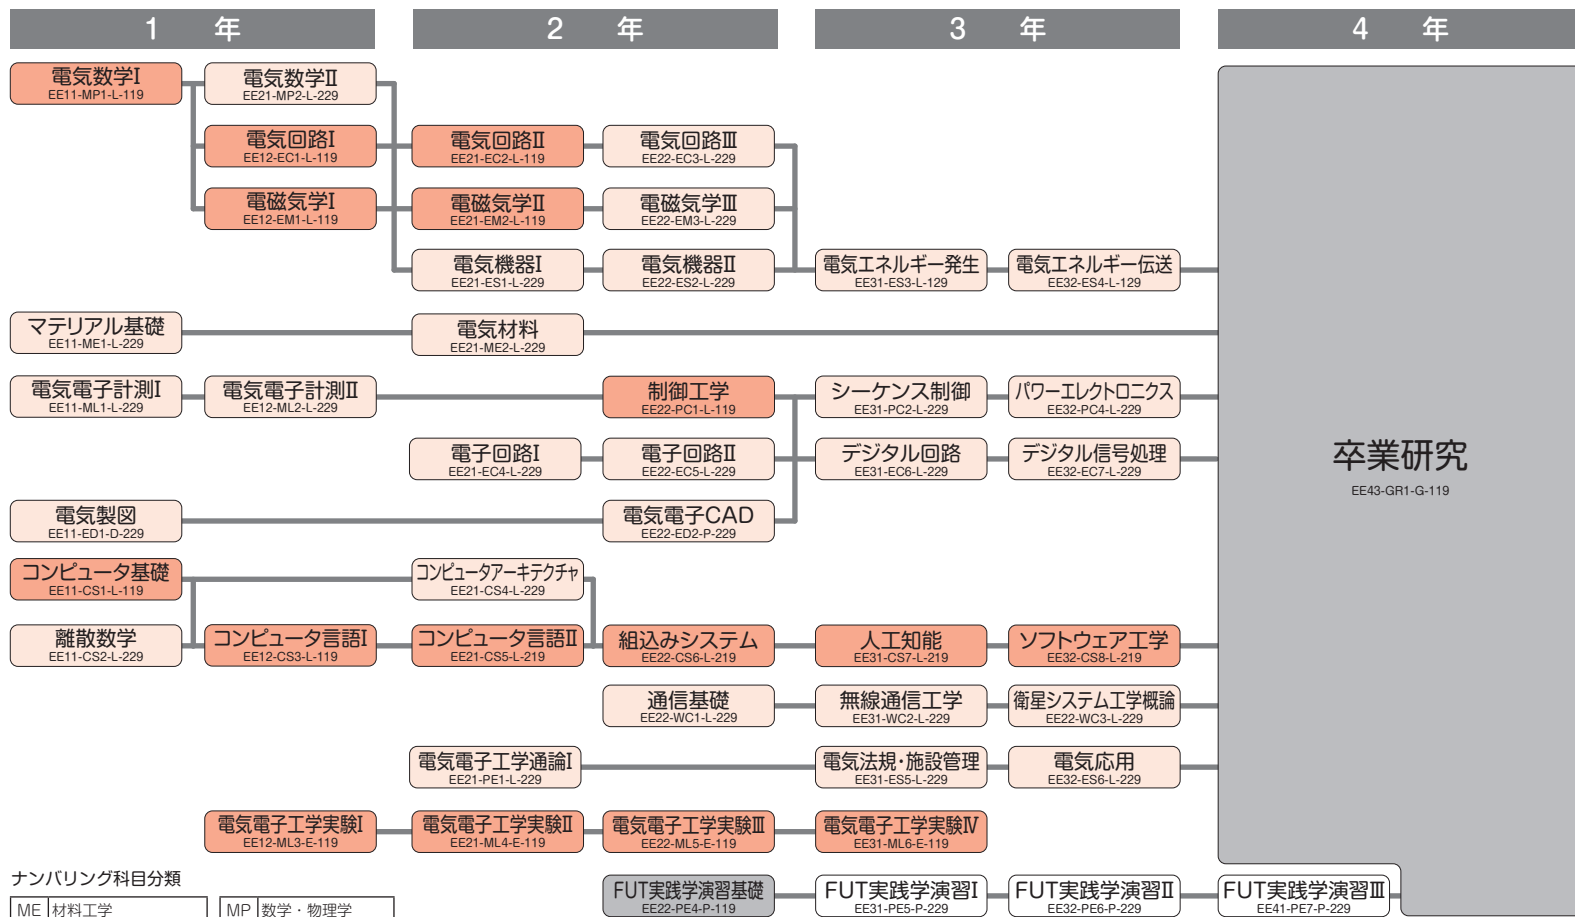 1 年
2 年
3 年
4 年
電気数学I
EE11-MP1-L-119
電気数学II
EE21-MP2-L-229
電気回路I
EE12-EC1-L-119
電気回路II
EE21-EC2-L-119
電気回路III
EE22-EC3-L-229
電磁気学I
EE12-EM1-L-119
電磁気学II
EE21-EM2-L-119
電磁気学III
EE22-EM3-L-229
電気機器I
EE21-ES1-L-229
電気機器II
EE22-ES2-L-229
電気エネルギー発生
EE31-ES3-L-129
電気エネルギー伝送
EE32-ES4-L-129
マテリアル基礎
EE11-ME1-L-229
電気材料
EE21-ME2-L-229
電気電子計測I
EE11-ML1-L-229
電気電子計測II
EE12-ML2-L-229
制御工学
EE22-PC1-L-119
シーケンス制御
EE31-PC2-L-229
パワーエレクトロニクス
EE32-PC4-L-229
電子回路I
EE21-EC4-L-229
電子回路II
EE22-EC5-L-229
デジタル回路
EE31-EC6-L-229
デジタル信号処理
EE32-EC7-L-229
卒業研究
EE43-GR1-G-119
電気製図
EE11-ED1-D-229
電気電子CAD
EE22-ED2-P-229
コンピュータ基礎
EE11-CS1-L-119
コンピュータアーキテクチャ
EE21-CS4-L-229
離散数学
EE11-CS2-L-229
コンピュータ言語I
EE12-CS3-L-119
コンピュータ言語II
EE21-CS5-L-219
組込みシステム
EE22-CS6-L-219
人工知能
EE31-CS7-L-219
ソフトウェア工学
EE32-CS8-L-219
通信基礎
EE22-WC1-L-229
無線通信工学
EE31-WC2-L-229
衛星システム工学概論
EE22-WC3-L-229
電気電子工学通論I
EE21-PE1-L-229
電気法規・施設管理
EE31-ES5-L-229
電気応用
EE32-ES6-L-229
電気電子工学実験I
EE12-ML3-E-119
電気電子工学実験II
EE21-ML4-E-119
電気電子工学実験III
EE22-ML5-E-119
電気電子工学実験IV
EE31-ML6-E-119
FUT実践学演習基礎
EE22-PE4-P-119
FUT実践学演習I
EE31-PE5-P-229
FUT実践学演習II
EE32-PE6-P-229
FUT実践学演習III
EE41-PE7-P-229
ナンバリング科目分類
ME 材料工学
MP 数学・物理学